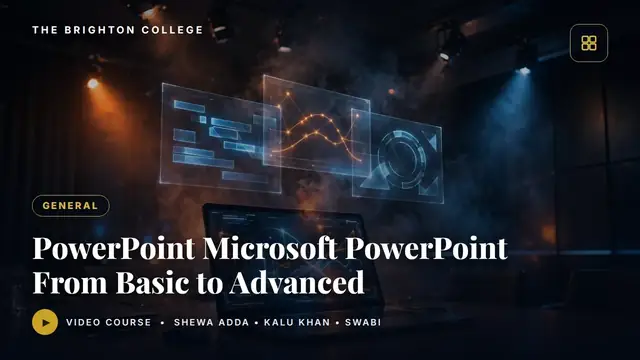 THE BRIGHTON COLLEGE
GENERAL
PowerPoint Microsoft PowerPoint
From Basic to Advanced
VIDEO COURSE • SHEWA ADDA • KALU KHAN • SWABI